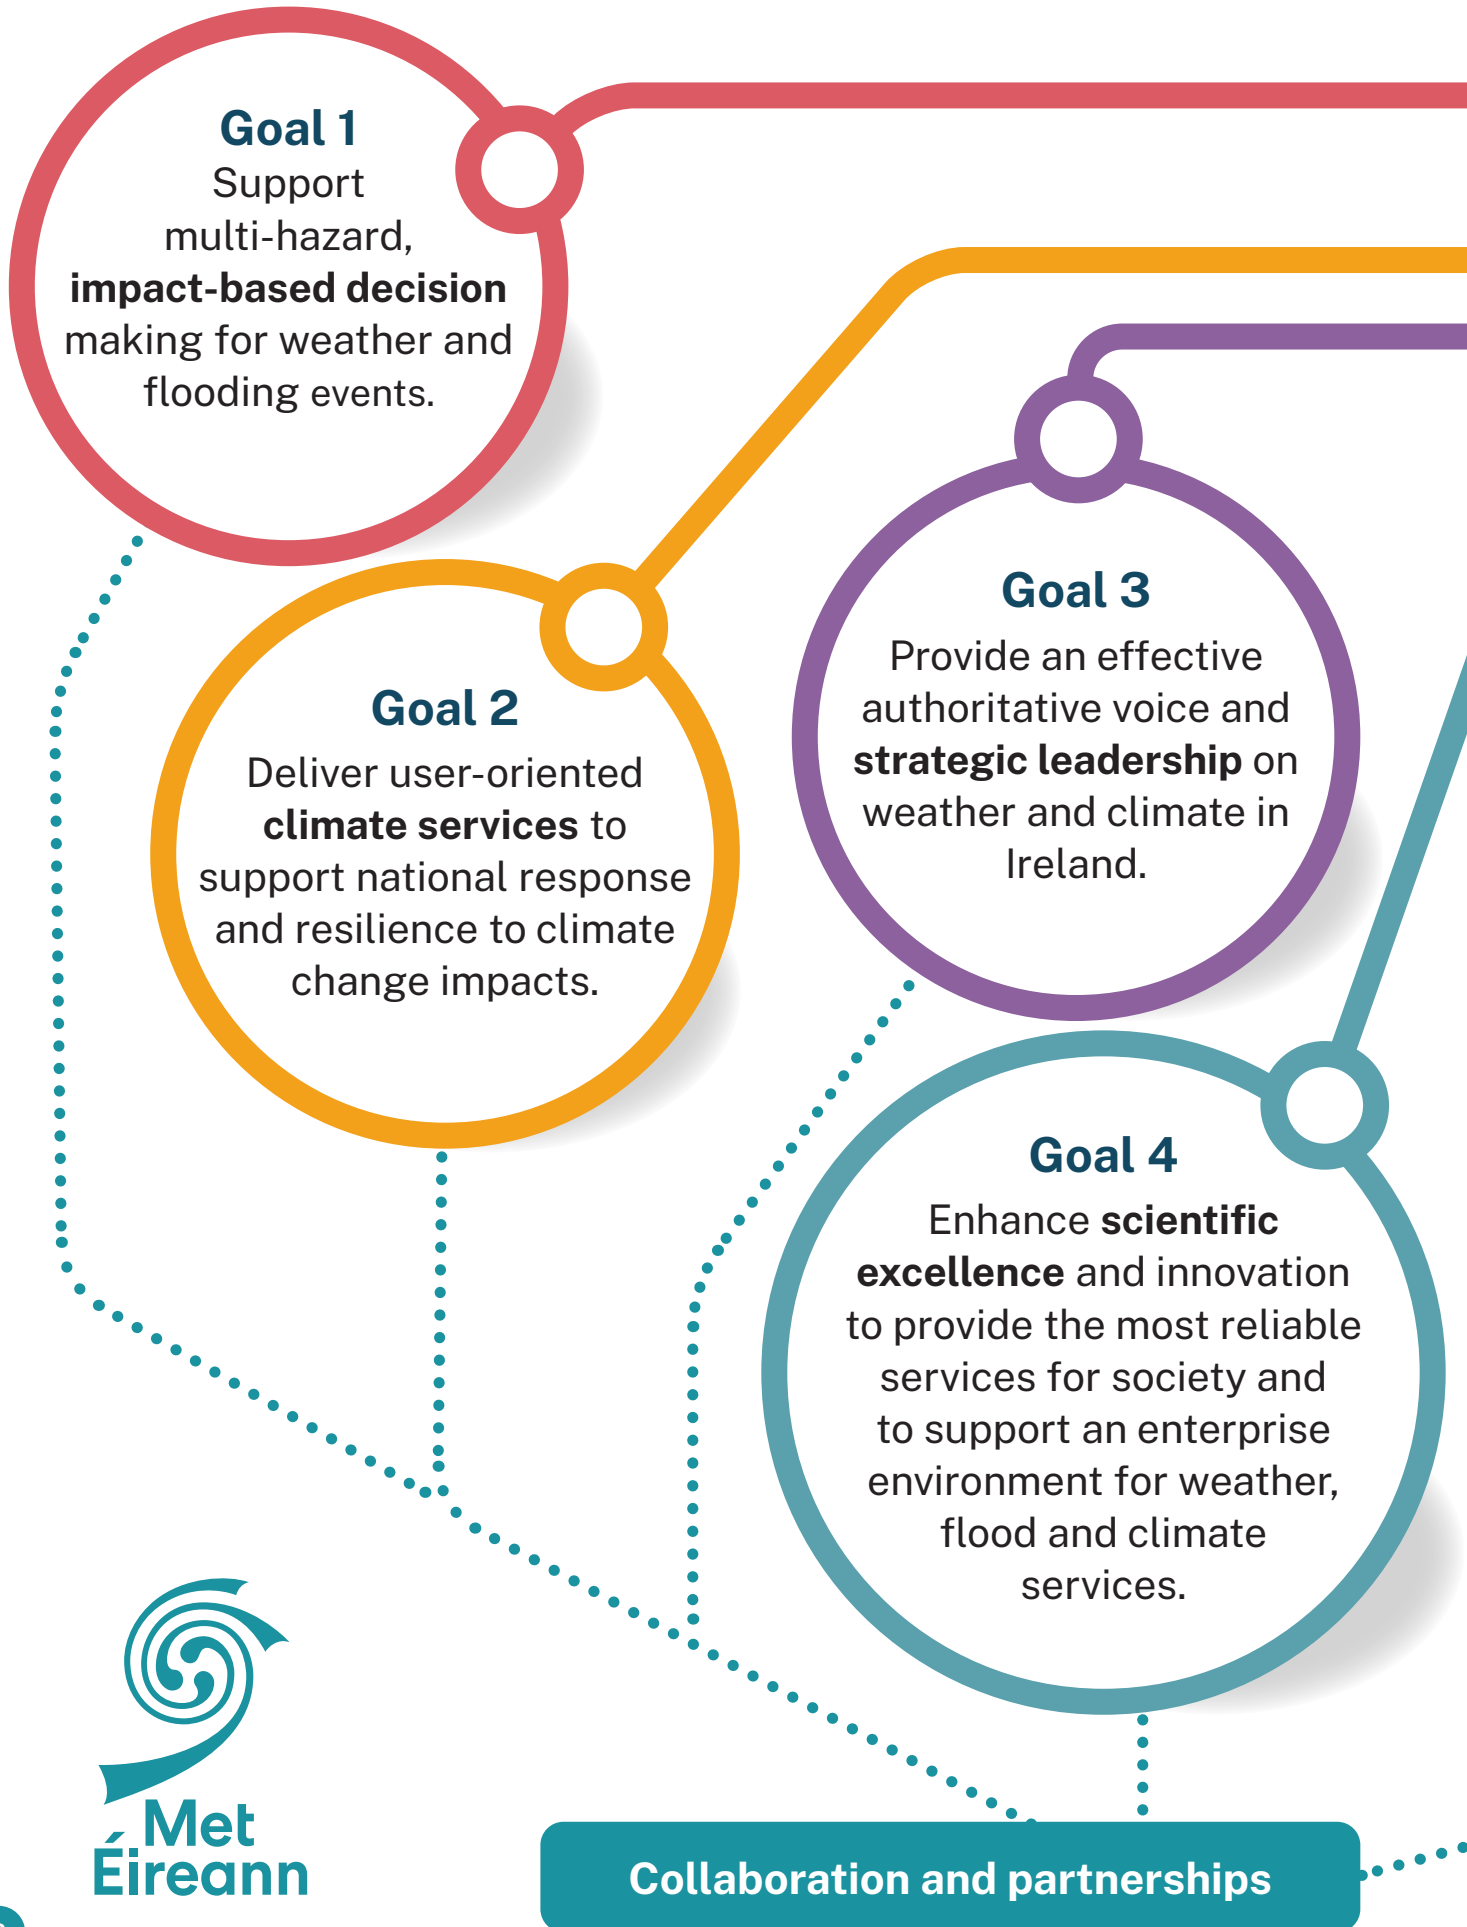 Goal 1
Support
multi-hazard,
impact-based decision
making for weather and
flooding events.
Goal 2
Deliver user-oriented
climate services to
support national response
and resilience to climate
change impacts.
Goal 3
Provide an effective
authoritative voice and
strategic leadership on
weather and climate in
Ireland.
Goal 4
Enhance scientific
excellence and innovation
to provide the most reliable
services for society and
to support an enterprise
environment for weather,
flood and climate
services.
Met
Éireann
Collaboration and partnerships